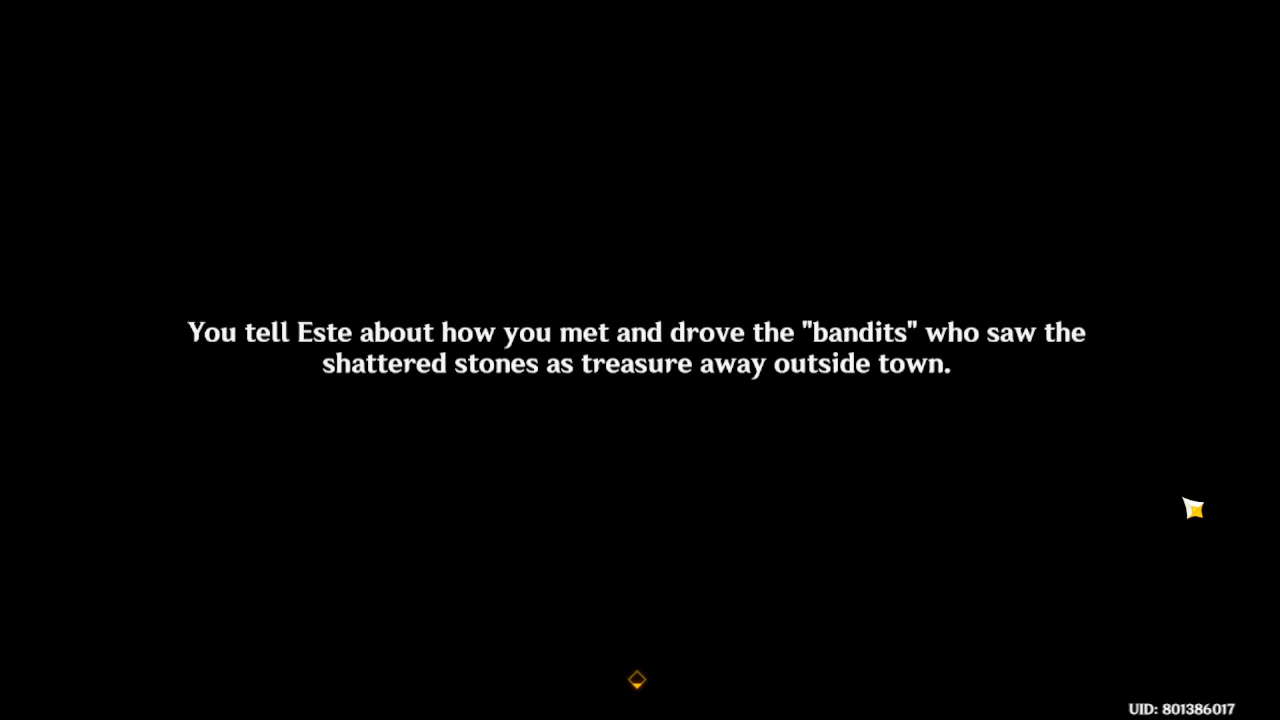 You tell Este about how you met and drove the "bandits" who saw the
shattered stones as treasure away outside town.
UID: 801386017